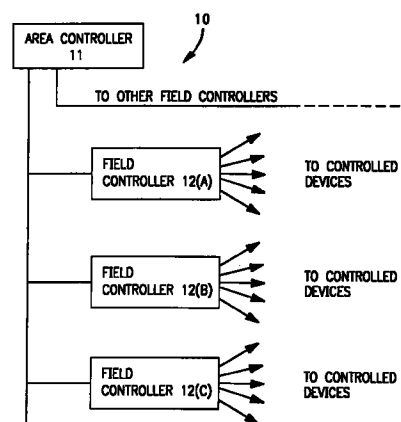 10
AREA CONTROLLER
11
TO OTHER FIELD CONTROLLERS
FIELD
CONTROLLER 12(A)
TO CONTROLLED
DEVICES
FIELD
CONTROLLER 12(B)
TO CONTROLLED
DEVICES
FIELD
CONTROLLER 12(C)
TO CONTROLLED
DEVICES